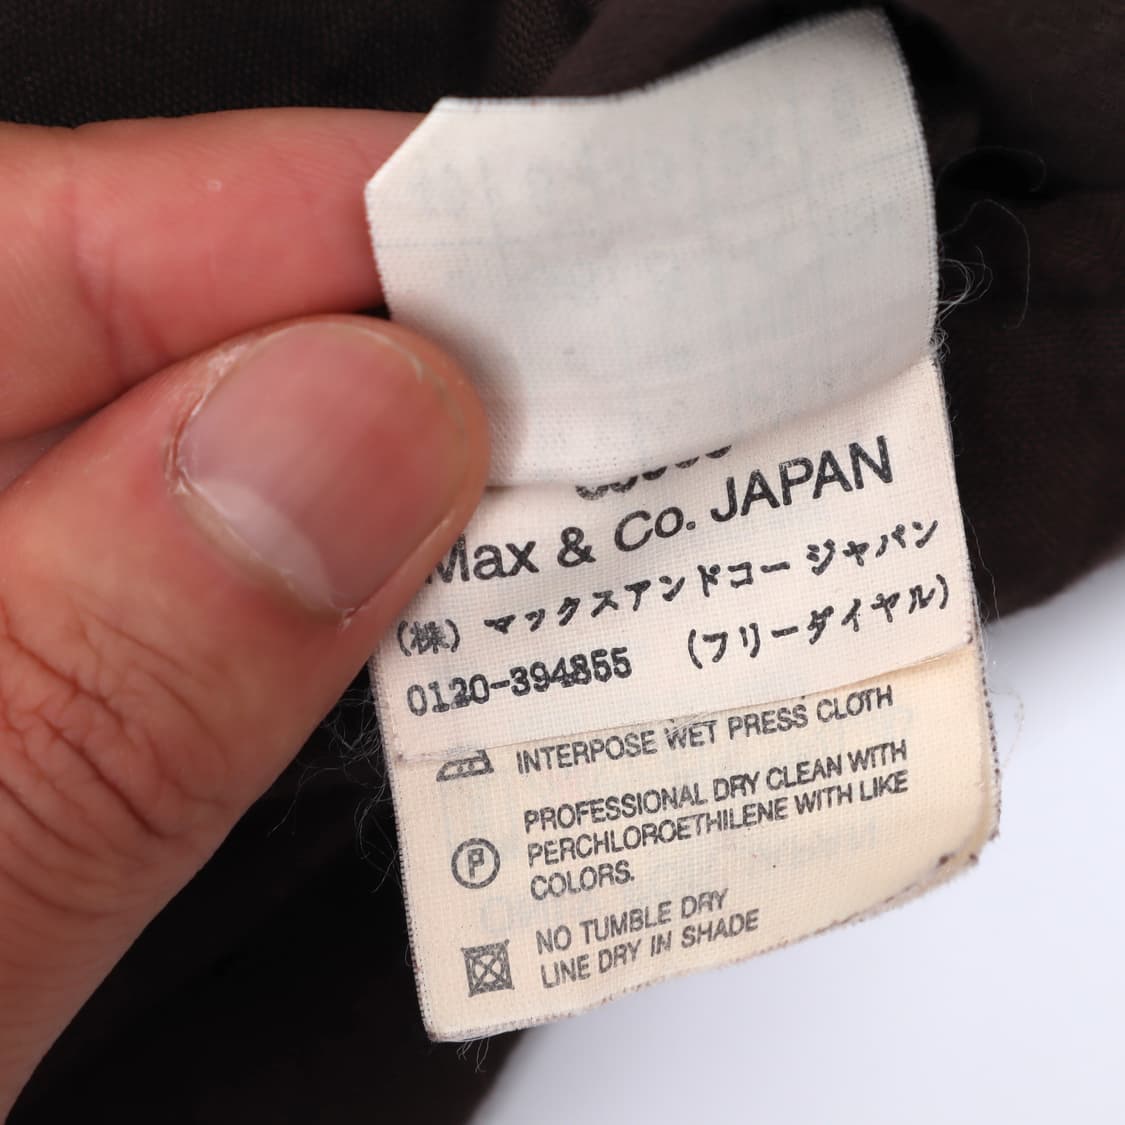 Max & Co. JAPAN
(株) マックスアンドコー ジャパン
0120-394855 (フリーダイヤル)
INTERPOSE WET PRESS CLOTH
PROFESSIONAL DRY CLEAN WITH
PERCHLOROETHILENE WITH LIKE
COLORS.
P
NO TUMBLE DRY
LINE DRY IN SHADE